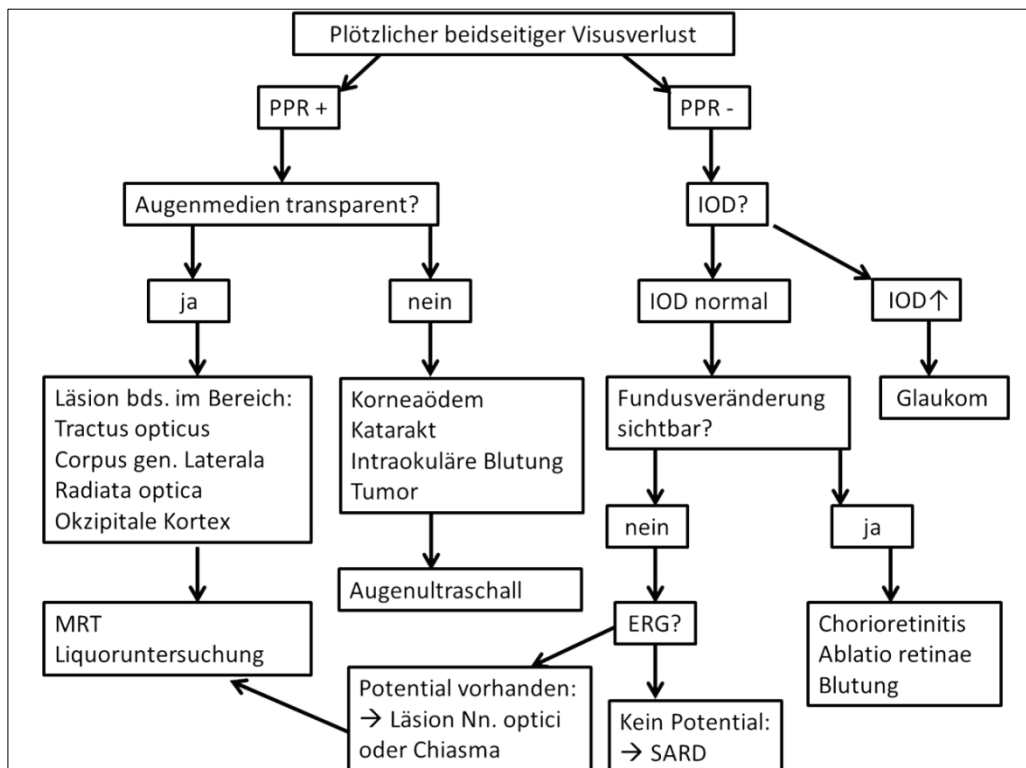 Plötzlicher beidseitiger Visusverlust
PPR +
PPR -
Augenmedien transparent?
IOD?
ja
nein
IOD normal
IOD↑
Läsion bds. im Bereich:
Tractus opticus
Corpus gen. Laterala
Radiata optica
Okzipitale Kortex
Korneaödem
Katarakt
Intraokuläre Blutung
Tumor
Fundusveränderung
sichtbar?
Glaukom
nein
ja
Augenultraschall
MRT
Liquoruntersuchung
ERG?
Chorioretinitis
Ablatio retinae
Blutung
Potential vorhanden:
→ Läsion Nn. optici
oder Chiasma
Kein Potential:
→ SARD